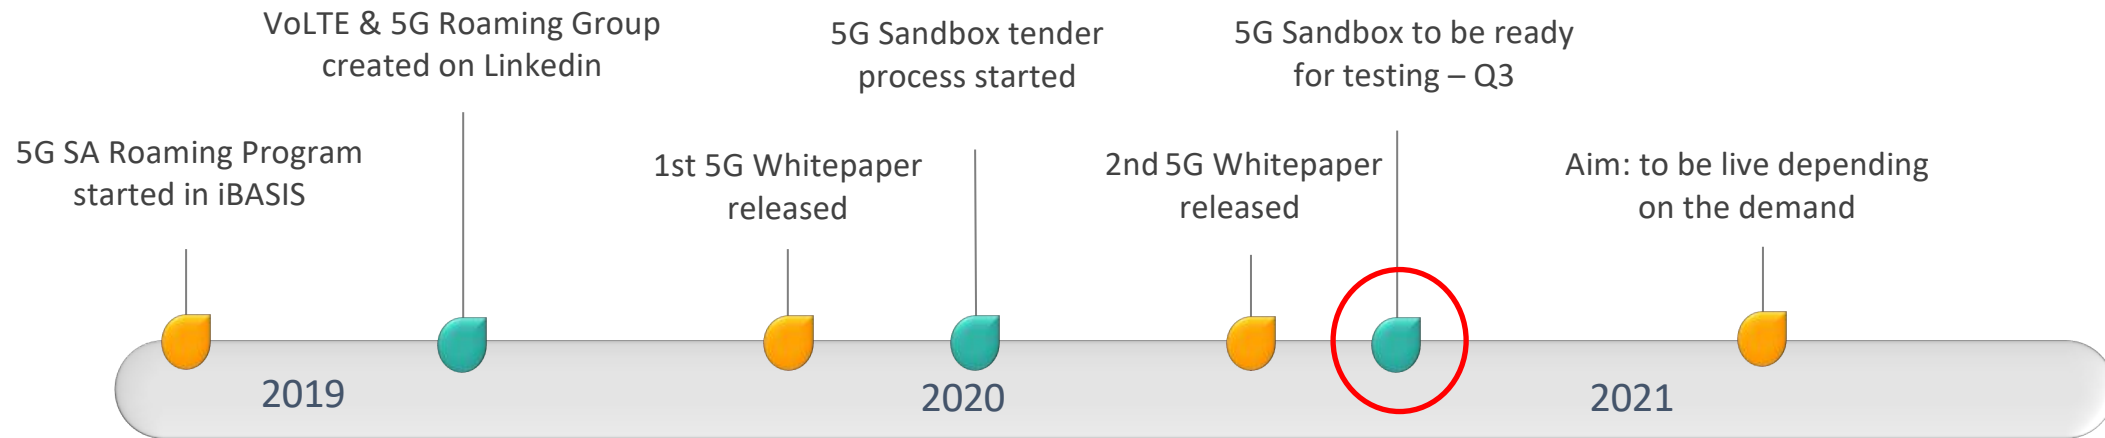 5G SA Roaming Program
started in iBASIS
VoLTE & 5G Roaming Group
created on Linkedin
1st 5G Whitepaper
released
5G Sandbox tender
process started
2nd 5G Whitepaper
released
5G Sandbox to be ready
for testing – Q3
Aim: to be live depending
on the demand
2019
2020
2021